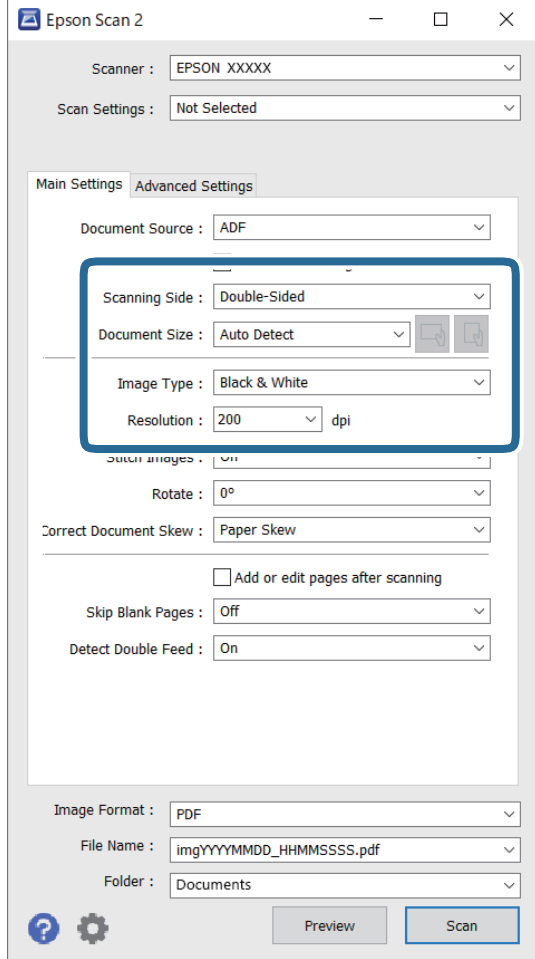 Epson Scan 2
Scanner : EPSON XXXXX
Scan Settings : Not Selected
Main Settings Advanced Settings
Document Source : ADF
Scanning Side : Double-Sided
Document Size : Auto Detect
Image Type : Black & White
Resolution : 200 dpi
Stitch Images :
Rotate : 0°
Correct Document Skew : Paper Skew
Add or edit pages after scanning
Skip Blank Pages : Off
Detect Double Feed : On
Image Format : PDF
File Name : imgYYYYMMDD_HHMMSSSS.pdf
Folder : Documents
? Preview Scan